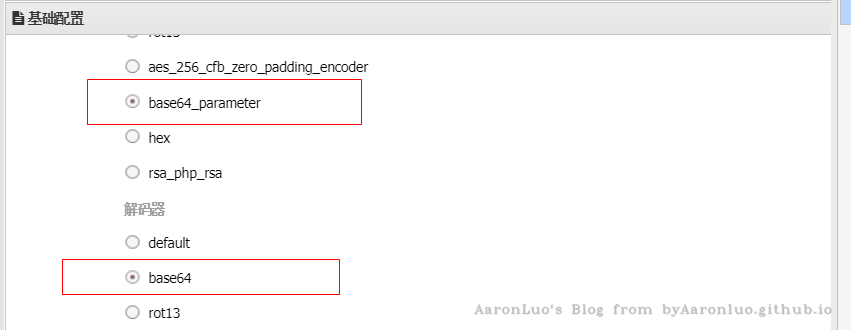 基础配置
rot13
aes_256_cfb_zero_padding_encoder
base64_parameter
hex
rsa_php_rsa
解码器
default
base64
rot13
AaronLuo's Blog from byAaronluo.github.io